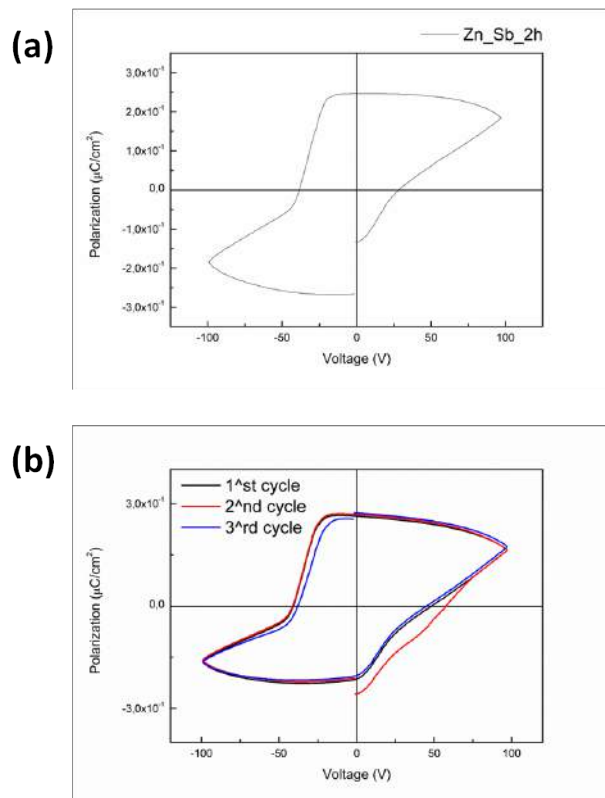 (a)
Zn_Sb_2h
3,0x10⁻¹
2,0x10⁻¹
1,0x10⁻¹
0,0
-1,0x10⁻¹
-2,0x10⁻¹
-3,0x10⁻¹
Polarization (μC/cm²)
-100 -50 0 50 100
Voltage (V)
(b)
1^st cycle
2^nd cycle
3^rd cycle
3,0x10⁻¹
0,0
-3,0x10⁻¹
Polarization (μC/cm²)
-100 -50 0 50 100
Voltage (V)